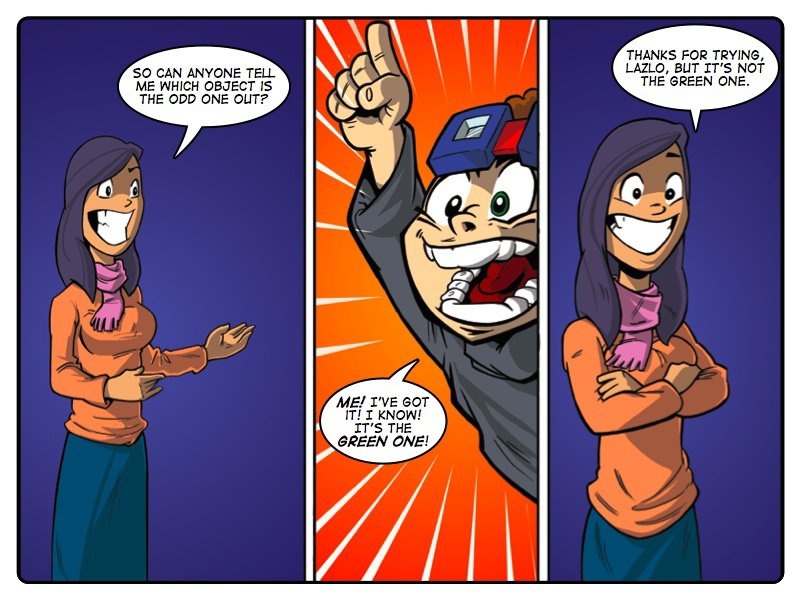 SO CAN ANYONE TELL
ME WHICH OBJECT IS
THE ODD ONE OUT?
ME! I'VE GOT
IT! I KNOW!
IT'S THE
GREEN ONE!
THANKS FOR TRYING,
LAZLO, BUT IT'S NOT
THE GREEN ONE.